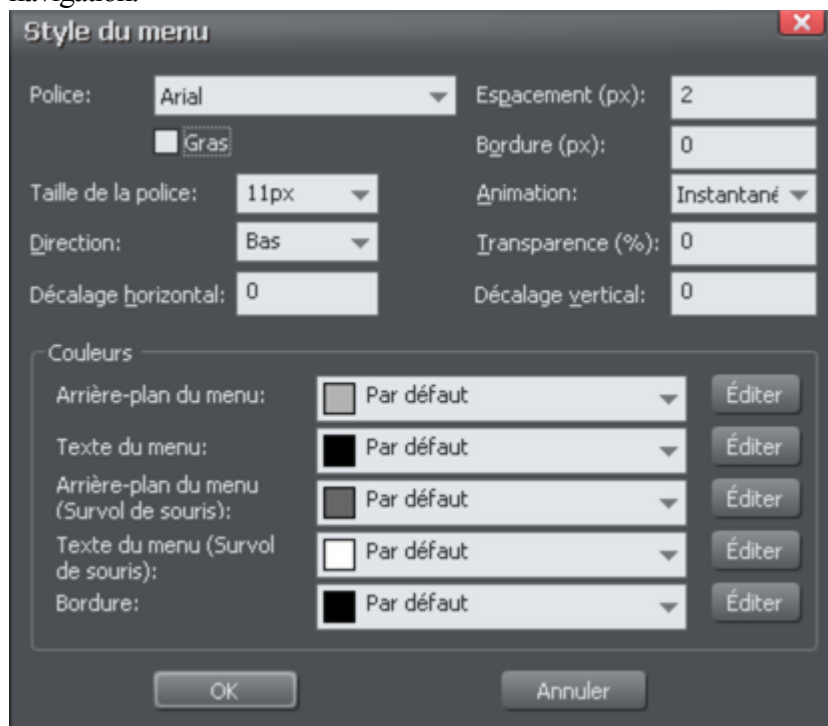 navigation.
Style du menu
Police: Arial Espacement (px): 2
Gras Bordure (px): 0
Taille de la police: 11px Animation: Instantané
Direction: Bas Transparence (%): 0
Décalage horizontal: 0 Décalage vertical: 0
Couleurs
Arrière-plan du menu: Par défaut Éditer
Texte du menu: Par défaut Éditer
Arrière-plan du menu
(Survol de souris): Par défaut Éditer
Texte du menu (Survol
de souris): Par défaut Éditer
Bordure: Par défaut Éditer
OK Annuler